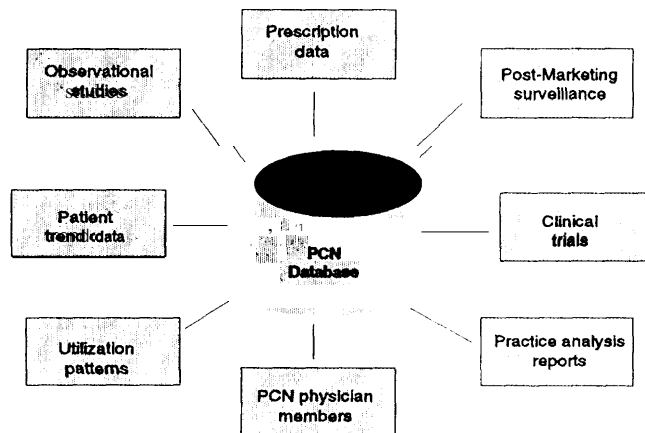 Prescription
data
Observational
studies
Post-Marketing
surveillance
Patient
trend data
PCN
Database
Clinical
trials
Utilization
patterns
PCN physician
members
Practice analysis
reports